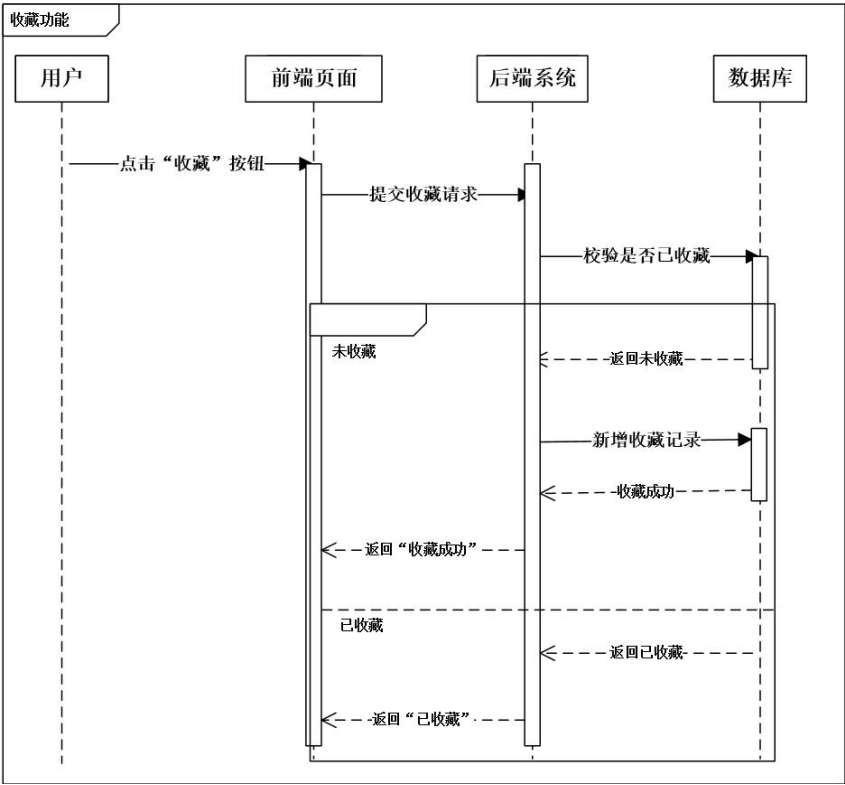 收藏功能
用户
前端页面
后端系统
数据库
点击“收藏”按钮
提交收藏请求
校验是否已收藏
未收藏
返回未收藏
新增收藏记录
收藏成功
返回“收藏成功”
已收藏
返回已收藏
返回“已收藏”